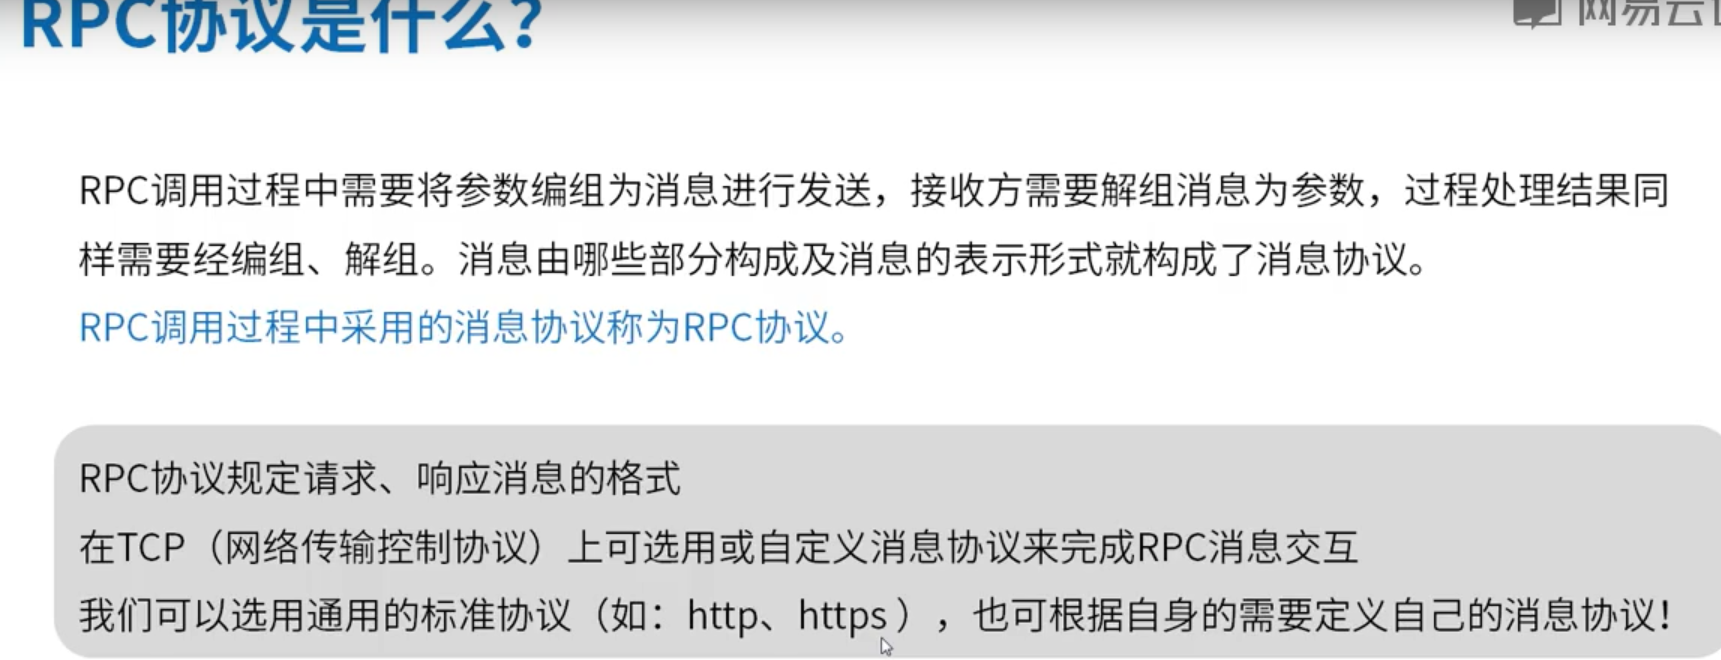 RPC协议是什么？
网易云
RPC调用过程中需要将参数编组为消息进行发送，接收方需要解组消息为参数，过程处理结果同
样需要经编组、解组。消息由哪些部分构成及消息的表示形式就构成了消息协议。
RPC调用过程中采用的消息协议称为RPC协议。
RPC协议规定请求、响应消息的格式
在TCP（网络传输控制协议）上可选用或自定义消息协议来完成RPC消息交互
我们可以选用通用的标准协议（如：http、https ），也可根据自身的需要定义自己的消息协议！